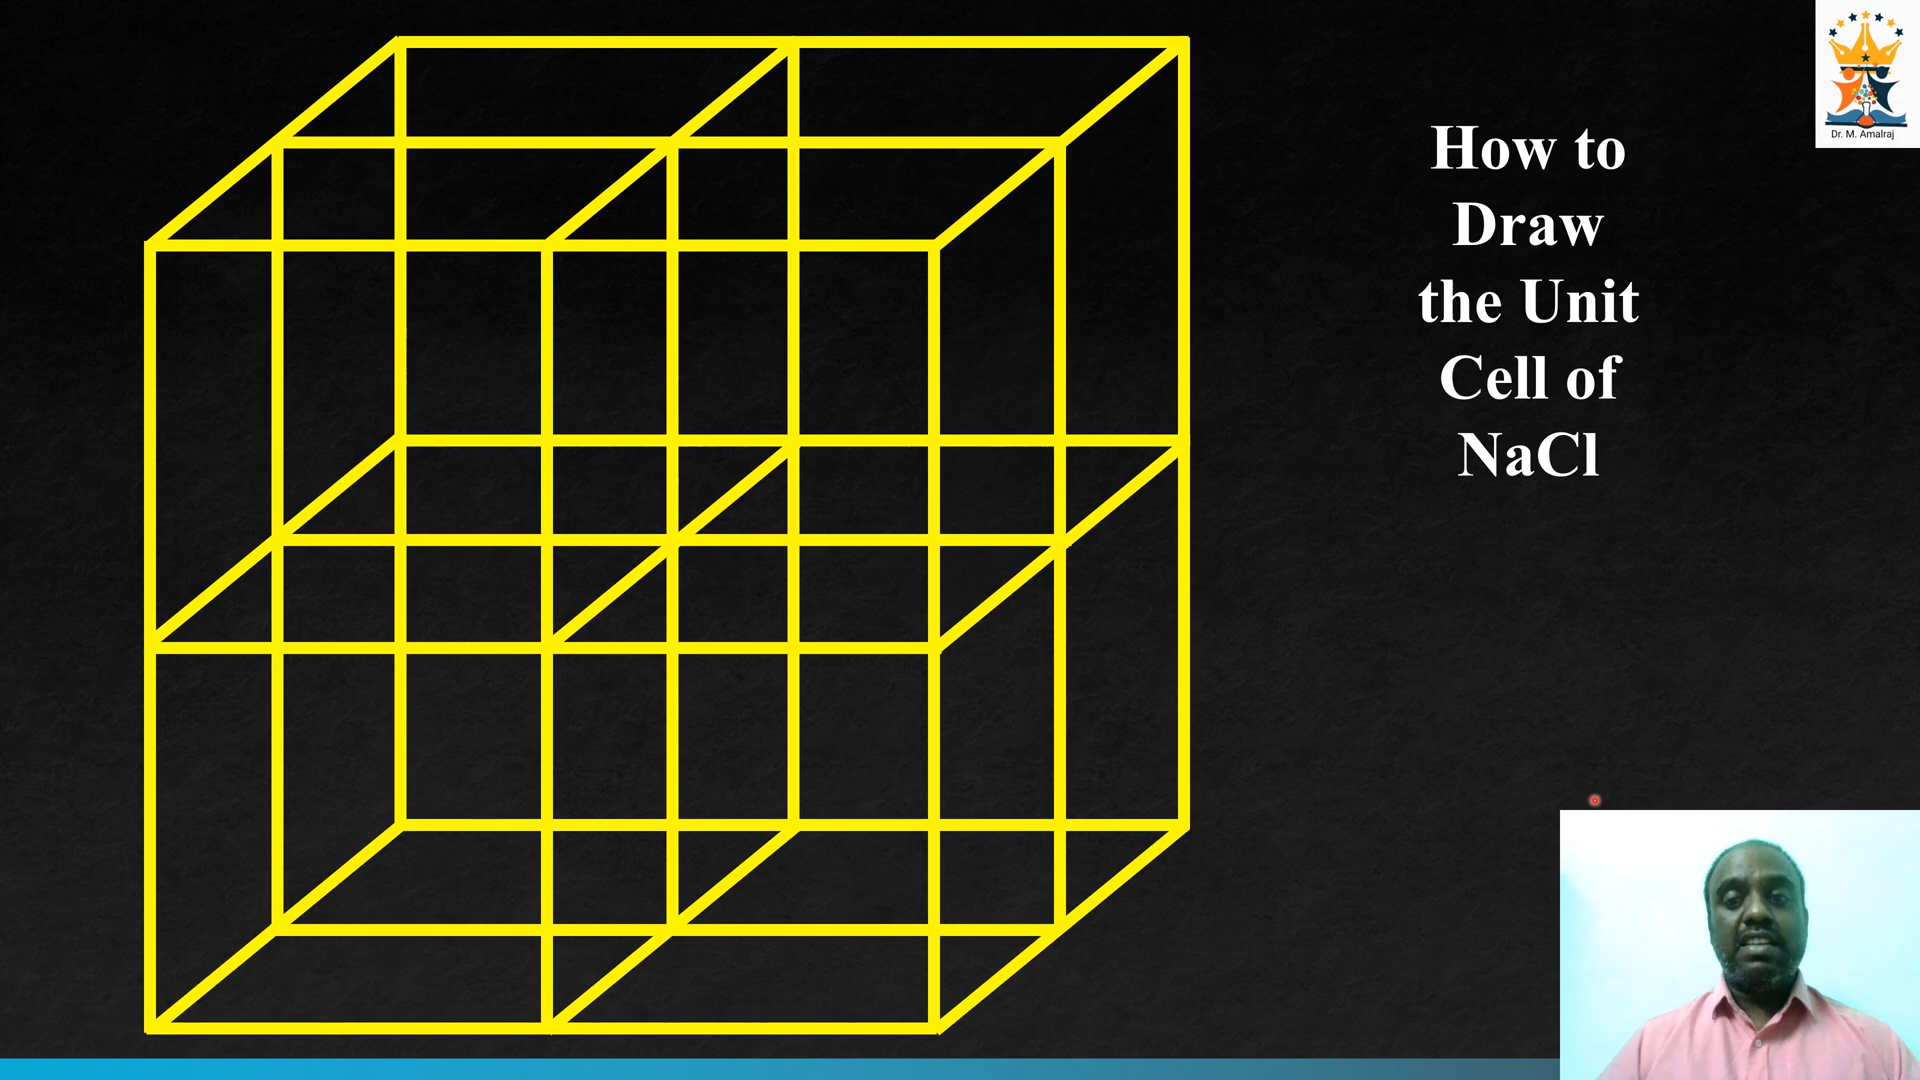 How to
Draw
the Unit
Cell of
NaCl
Dr. M. Amalraj